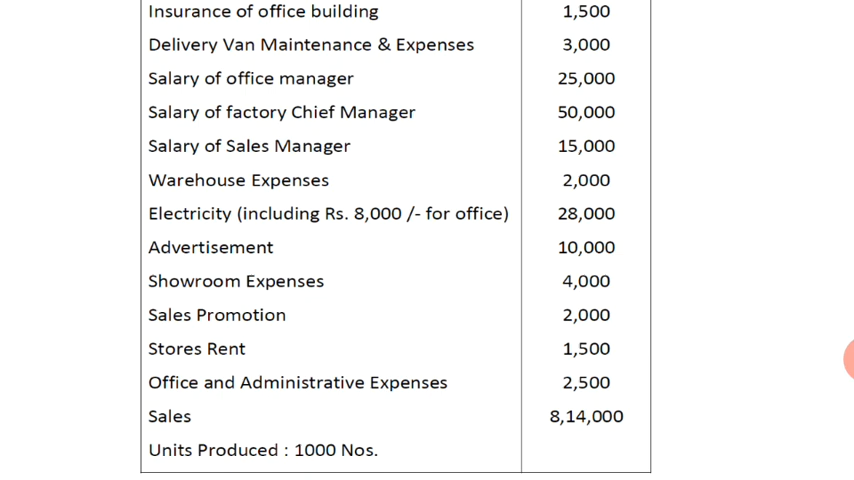 Insurance of office building 1,500
Delivery Van Maintenance & Expenses 3,000
Salary of office manager 25,000
Salary of factory Chief Manager 50,000
Salary of Sales Manager 15,000
Warehouse Expenses 2,000
Electricity (including Rs. 8,000 /- for office) 28,000
Advertisement 10,000
Showroom Expenses 4,000
Sales Promotion 2,000
Stores Rent 1,500
Office and Administrative Expenses 2,500
Sales 8,14,000
Units Produced : 1000 Nos.